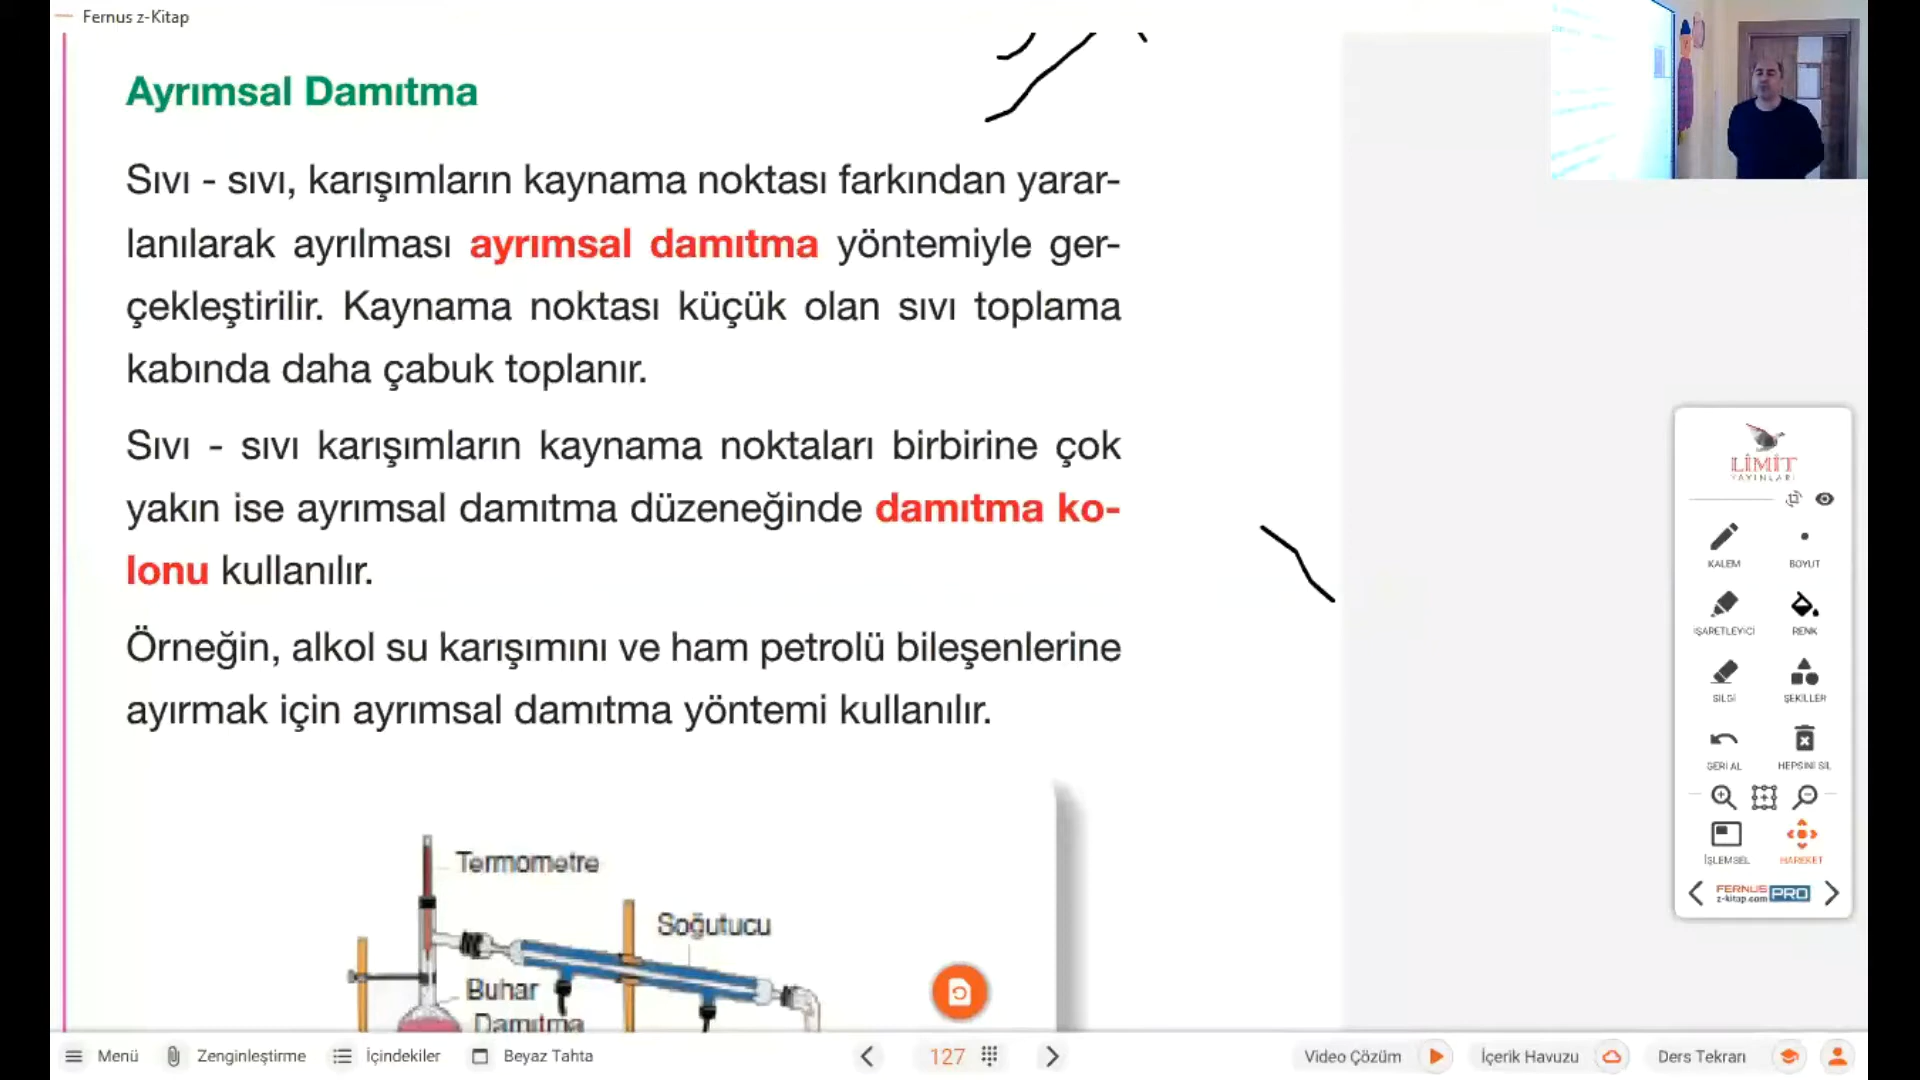 Fernus z-Kitap
Ayrımsal Damıtma
Sıvı - sıvı, karışımların kaynama noktası farkından yarar-
lanılarak ayrılması ayrımsal damıtma yöntemiyle ger-
çekleştirilir. Kaynama noktası küçük olan sıvı toplama
kabında daha çabuk toplanır.
Sıvı - sıvı karışımların kaynama noktaları birbirine çok
yakın ise ayrımsal damıtma düzeneğinde damıtma ko-
lonu kullanılır.
Örneğin, alkol su karışımını ve ham petrolü bileşenlerine
ayırmak için ayrımsal damıtma yöntemi kullanılır.
Termometre
Soğutucu
Buhar
Damıtma
LİMİT
YAYINLARI
KALEM
BOYUT
İŞARETLEYİCİ
RENK
SİLGİ
ŞEKİLLER
GERİ AL
HEPSİNİ SİL
İŞLEMSEL
HAREKET
FERNUS
z-kitap.com PRO
Menü
Zenginleştirme
İçindekiler
Beyaz Tahta
127
Video Çözüm
İçerik Havuzu
Ders Tekrarı